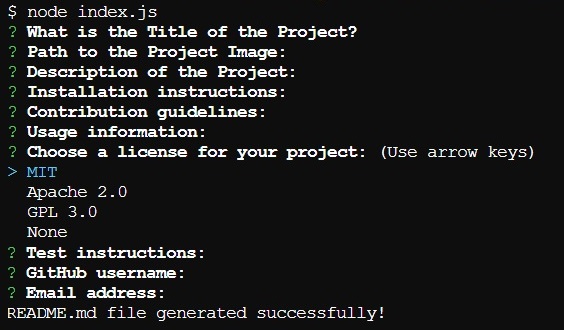 $ node index.js
? What is the Title of the Project?
? Path to the Project Image:
? Description of the Project:
? Installation instructions:
? Contribution guidelines:
? Usage information:
? Choose a license for your project: (Use arrow keys)
> MIT
Apache 2.0
GPL 3.0
None
? Test instructions:
? GitHub username:
? Email address:
README.md file generated successfully!